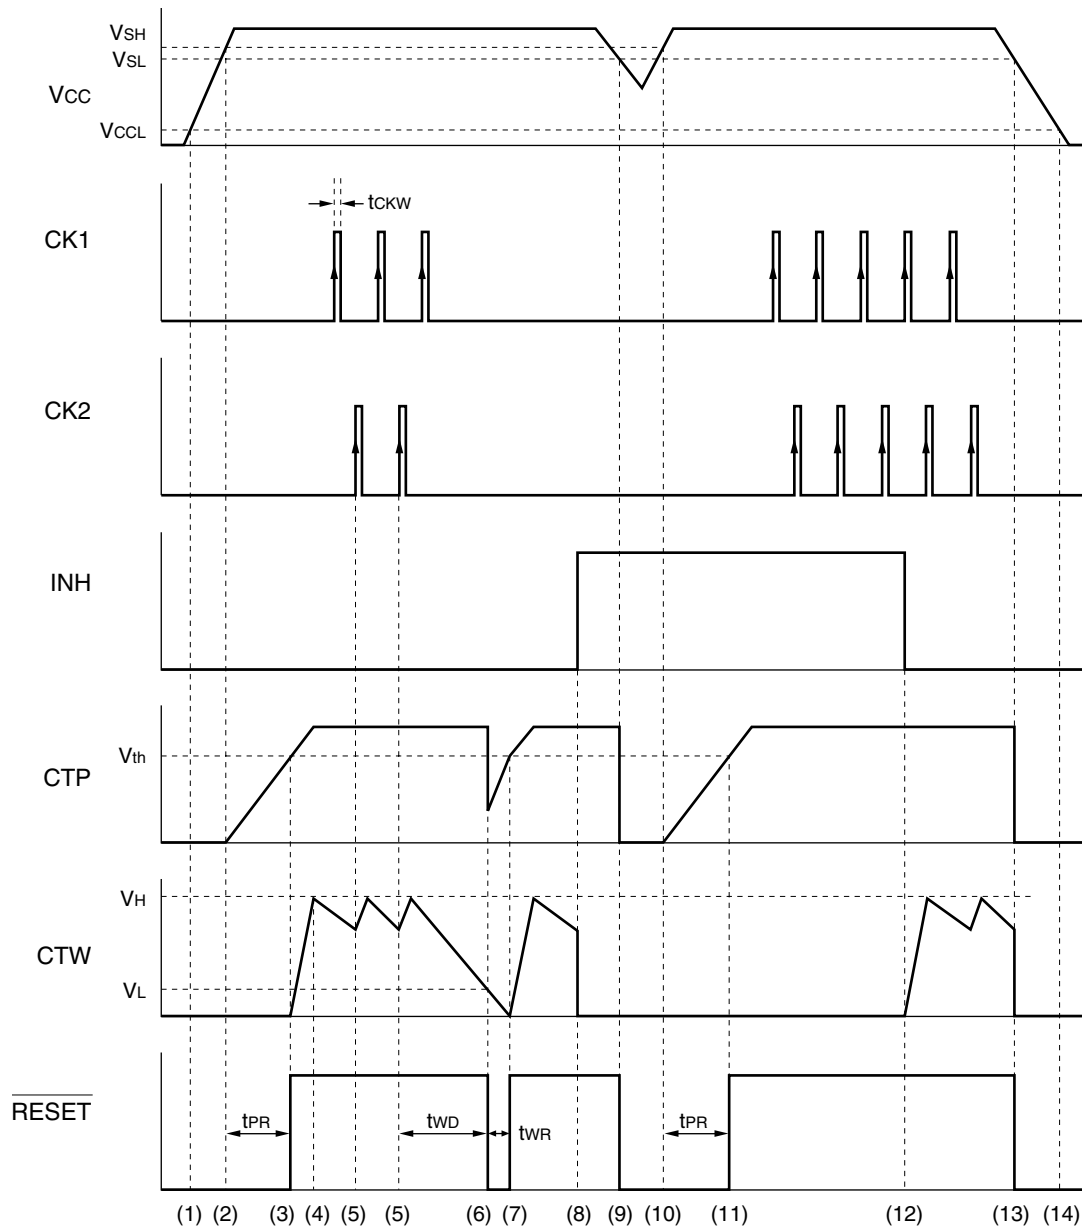 VSH
VSL
VCC
VCCL
tCKW
CK1
CK2
INH
Vth
CTP
VH
CTW
VL
RESET
tPR
tWD
tWR
tPR
(1) (2) (3) (4) (5) (5) (6) (7) (8) (9) (10) (11) (12) (13) (14)